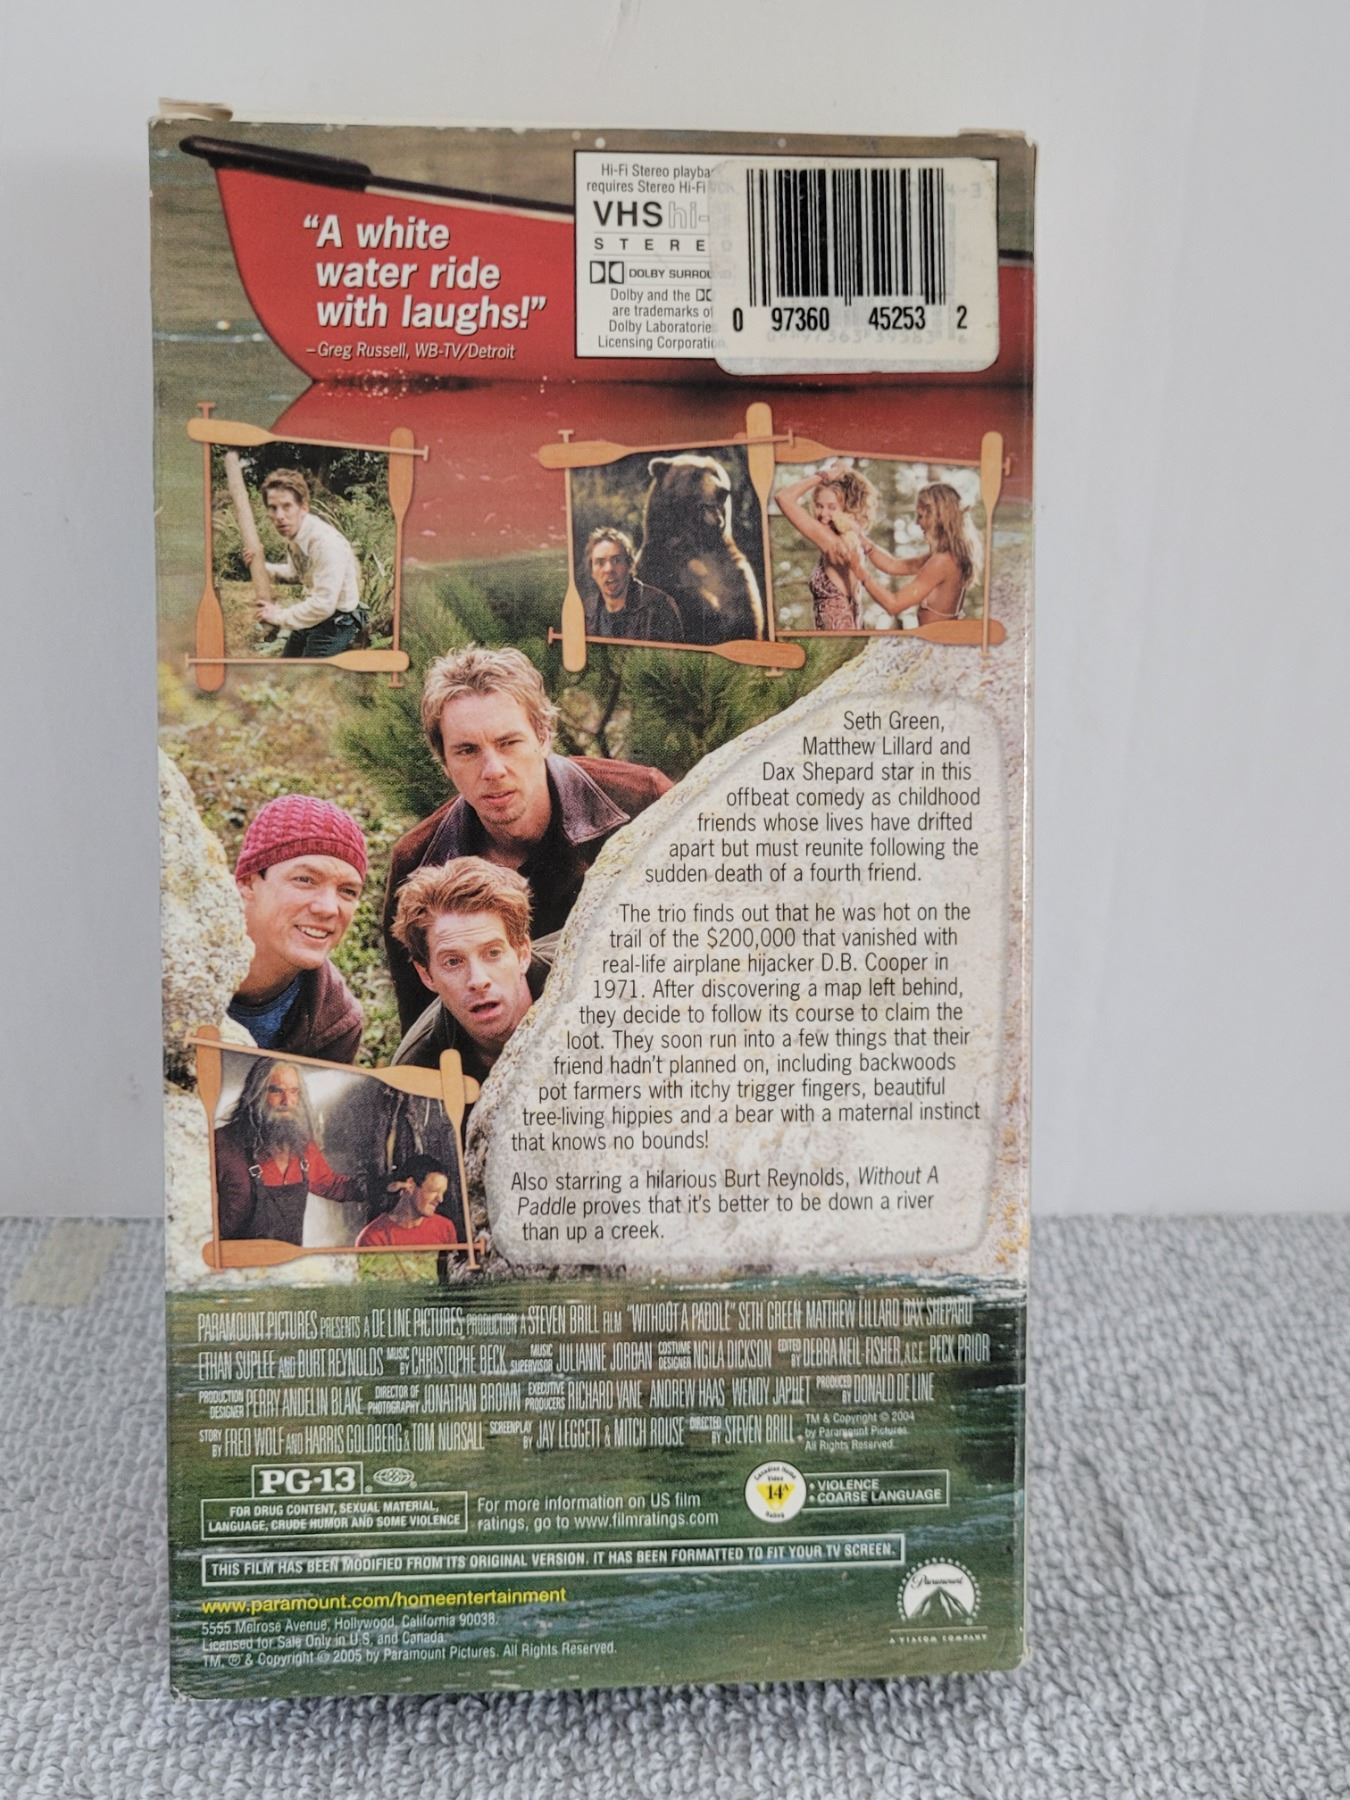 “A white
water ride
with laughs!”
– Greg Russell, WB-TV/Detroit
Hi-Fi Stereo
requires Stereo Hi-Fi
VHS hi-
STERE
DOLBY
Dolby and the
are trademarks of
Dolby
Licensing
0 97360 45253 2
Seth Green,
Matthew Lillard and
Dax Shepard star in this
offbeat comedy as childhood
friends whose lives have drifted
apart but must reunite following the
sudden death of a fourth friend.
The trio finds out that he was hot on the
trail of the $200,000 that vanished with
real-life airplane hijacker D.B. Cooper in
1971. After discovering a map left behind,
they decide to follow its course to claim the
loot. They soon run into a few things that their
friend hadn't planned on, including backwoods
pot farmers with itchy trigger fingers, beautiful
tree-living hippies and a bear with a maternal instinct
that knows no bounds!
Also starring a hilarious Burt Reynolds, Without A
Paddle proves that it's better to be down a river
than up a creek.
PARAMOUNT PICTURES PRESENTS A DE LINE PICTURES PRODUCTION A STEVEN BRILL FILM "WITHOUT A PADDLE" SETH GREEN MATTHEW LILLARD DAX SHEPARD
ETHAN SUPLEE AND BURT REYNOLDS MUSIC BY CHRISTOPHE BECK MUSIC SUPERVISOR JULIANNE JORDAN COSTUME DESIGNER NGILA DICKSON EDITED BY DEBRA NEIL-FISHER, A.C.E. PECK PRIOR
PRODUCTION DESIGNER PERRY ANDELIN BLAKE DIRECTOR OF PHOTOGRAPHY JONATHAN BROWN EXECUTIVE PRODUCERS RICHARD VANE ANDREW HAAS WENDY JAPHET PRODUCED BY DONALD DE LINE
STORY BY FRED WOLF AND HARRIS GOLDBERG & TOM NURSALL SCREENPLAY BY JAY LEGGETT & MITCH ROUSE DIRECTED BY STEVEN BRILL
TM & Copyright © 2004
by Paramount Pictures.
All Rights Reserved.
PG-13
FOR DRUG CONTENT, SEXUAL MATERIAL,
LANGUAGE, CRUDE HUMOR AND SOME VIOLENCE
For more information on US film
ratings, go to www.filmratings.com
Canadian Home
Video
14A
Rated
• VIOLENCE
• COARSE LANGUAGE
THIS FILM HAS BEEN MODIFIED FROM ITS ORIGINAL VERSION. IT HAS BEEN FORMATTED TO FIT YOUR TV SCREEN.
www.paramount.com/homeentertainment
5555 Melrose Avenue, Hollywood, California 90038.
Licensed for Sale Only in U.S. and Canada.
TM, ® & Copyright © 2005 by Paramount Pictures. All Rights Reserved.
Paramount
A VIACOM COMPANY